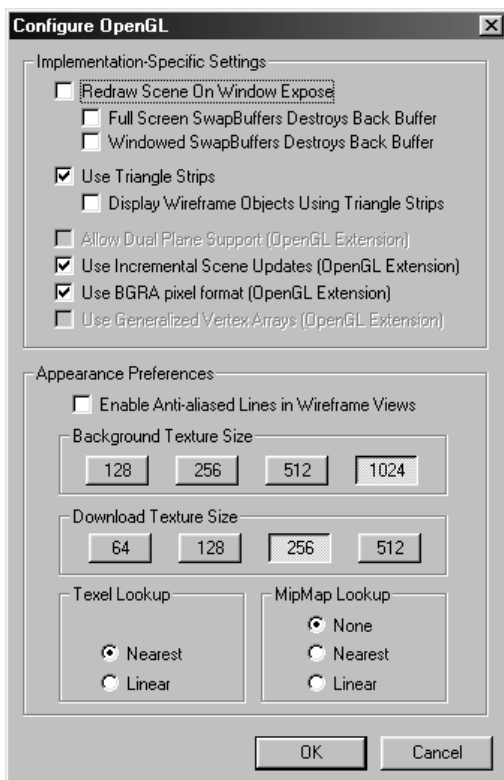 Configure OpenGL
Implementation-Specific Settings
Redraw Scene On Window Expose
Full Screen SwapBuffers Destroys Back Buffer
Windowed SwapBuffers Destroys Back Buffer
Use Triangle Strips
Display Wireframe Objects Using Triangle Strips
Allow Dual Plane Support (OpenGL Extension)
Use Incremental Scene Updates (OpenGL Extension)
Use BGRA pixel format (OpenGL Extension)
Use Generalized Vertex Arrays (OpenGL Extension)
Appearance Preferences
Enable Anti-aliased Lines in Wireframe Views
Background Texture Size
128 256 512 1024
Download Texture Size
64 128 256 512
Texel Lookup
Nearest
Linear
MipMap Lookup
None
Nearest
Linear
OK Cancel